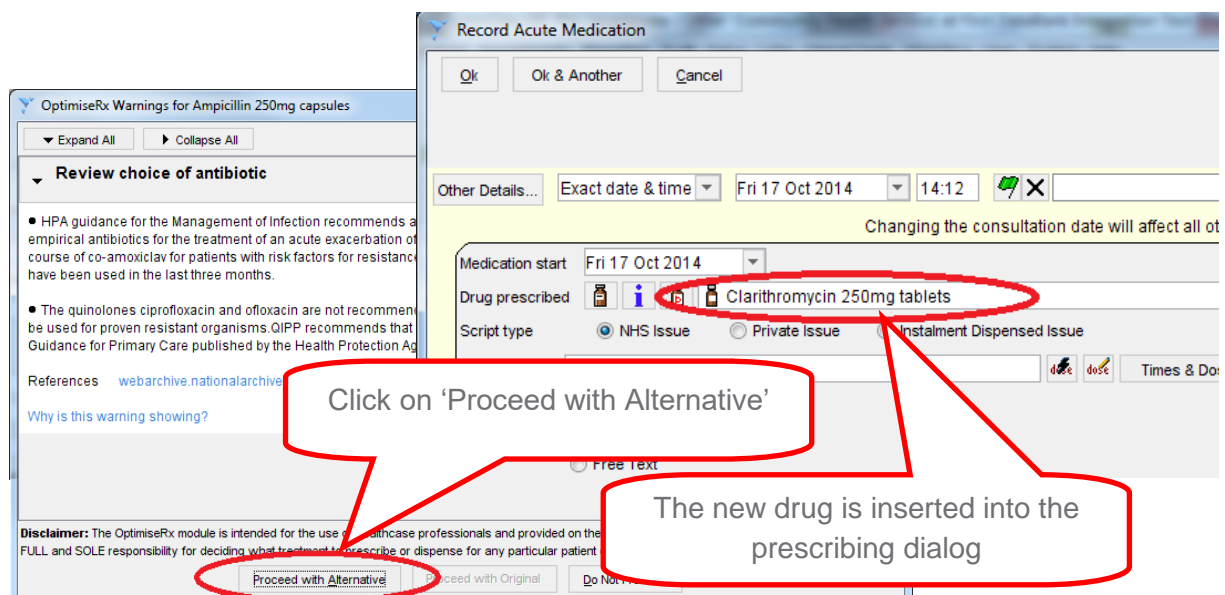 Record Acute Medication
Ok Ok & Another Cancel
Other Details... Exact date & time Fri 17 Oct 2014 14:12
Changing the consultation date will affect all ot
Medication start Fri 17 Oct 2014
Drug prescribed Clarithromycin 250mg tablets
Script type NHS Issue Private Issue Instalment Dispensed Issue
dose dose Times & Dos
Free Text
OptimiseRx Warnings for Ampicillin 250mg capsules
Expand All Collapse All
Review choice of antibiotic
● HPA guidance for the Management of Infection recommends a
empirical antibiotics for the treatment of an acute exacerbation of
course of co-amoxiclav for patients with risk factors for resistance
have been used in the last three months.
● The quinolones ciprofloxacin and ofloxacin are not recommen
be used for proven resistant organisms.QIPP recommends that
Guidance for Primary Care published by the Health Protection Ag
References webarchive.nationalarchive
Why is this warning showing?
Disclaimer: The OptimiseRx module is intended for the use professionals and provided on the
FULL and SOLE responsibility for deciding what treatment to prescribe or dispense for any particular patient
Proceed with Alternative Proceed with Original Do Not
Click on ‘Proceed with Alternative’
The new drug is inserted into the
prescribing dialog